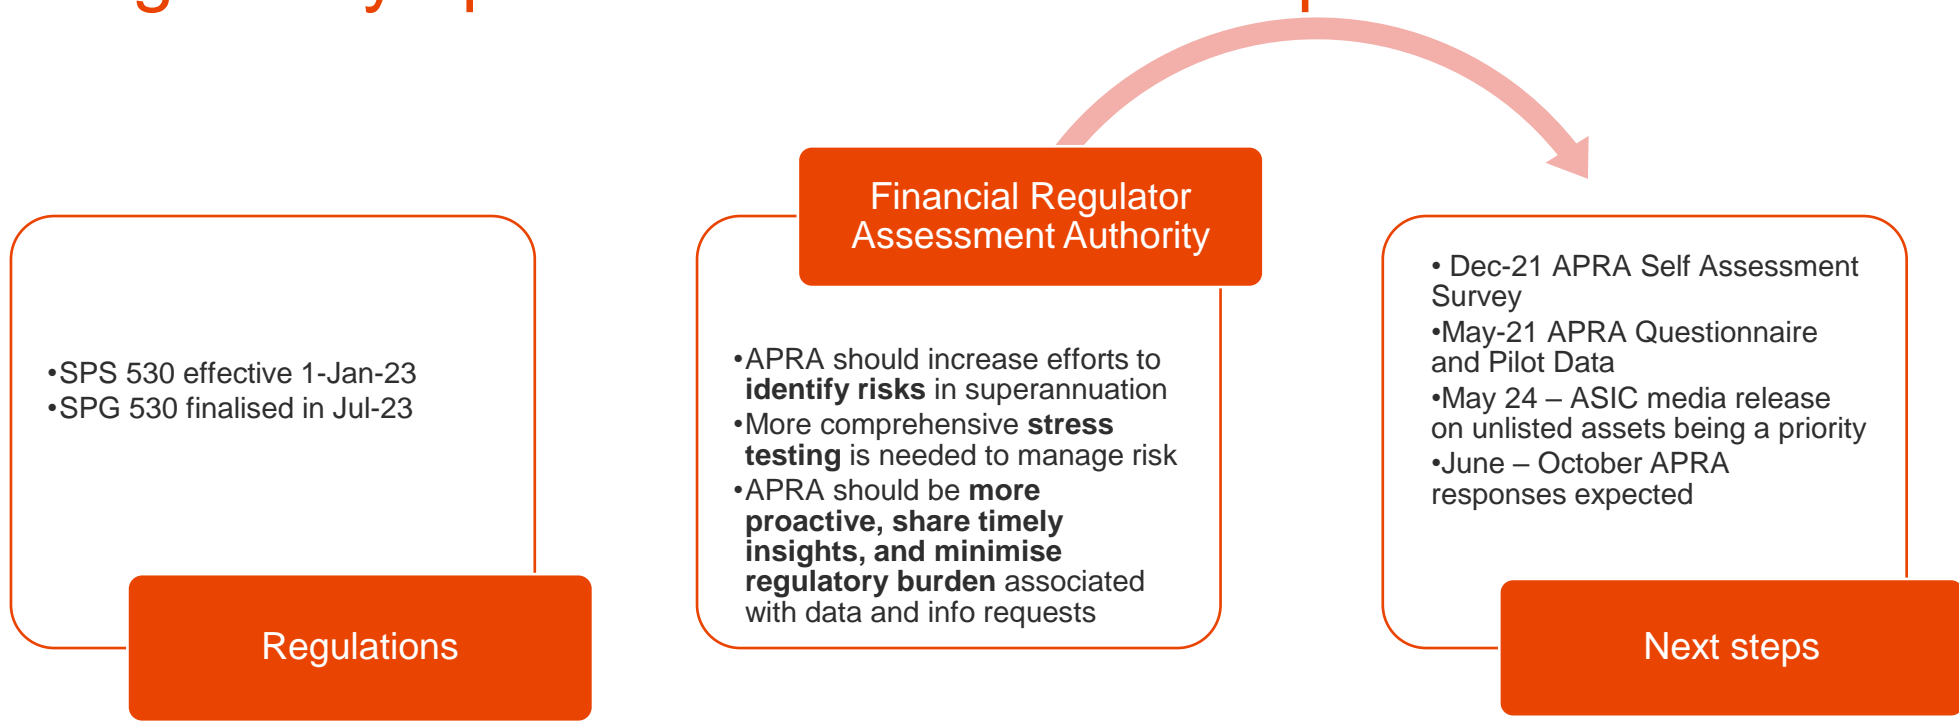 •SPS 530 effective 1-Jan-23
•SPG 530 finalised in Jul-23
Regulations
Financial Regulator
Assessment Authority
•APRA should increase efforts to
identify risks in superannuation
•More comprehensive stress
testing is needed to manage risk
•APRA should be more
proactive, share timely
insights, and minimise
regulatory burden associated
with data and info requests
• Dec-21 APRA Self Assessment
Survey
•May-21 APRA Questionnaire
and Pilot Data
•May 24 – ASIC media release
on unlisted assets being a priority
•June – October APRA
responses expected
Next steps